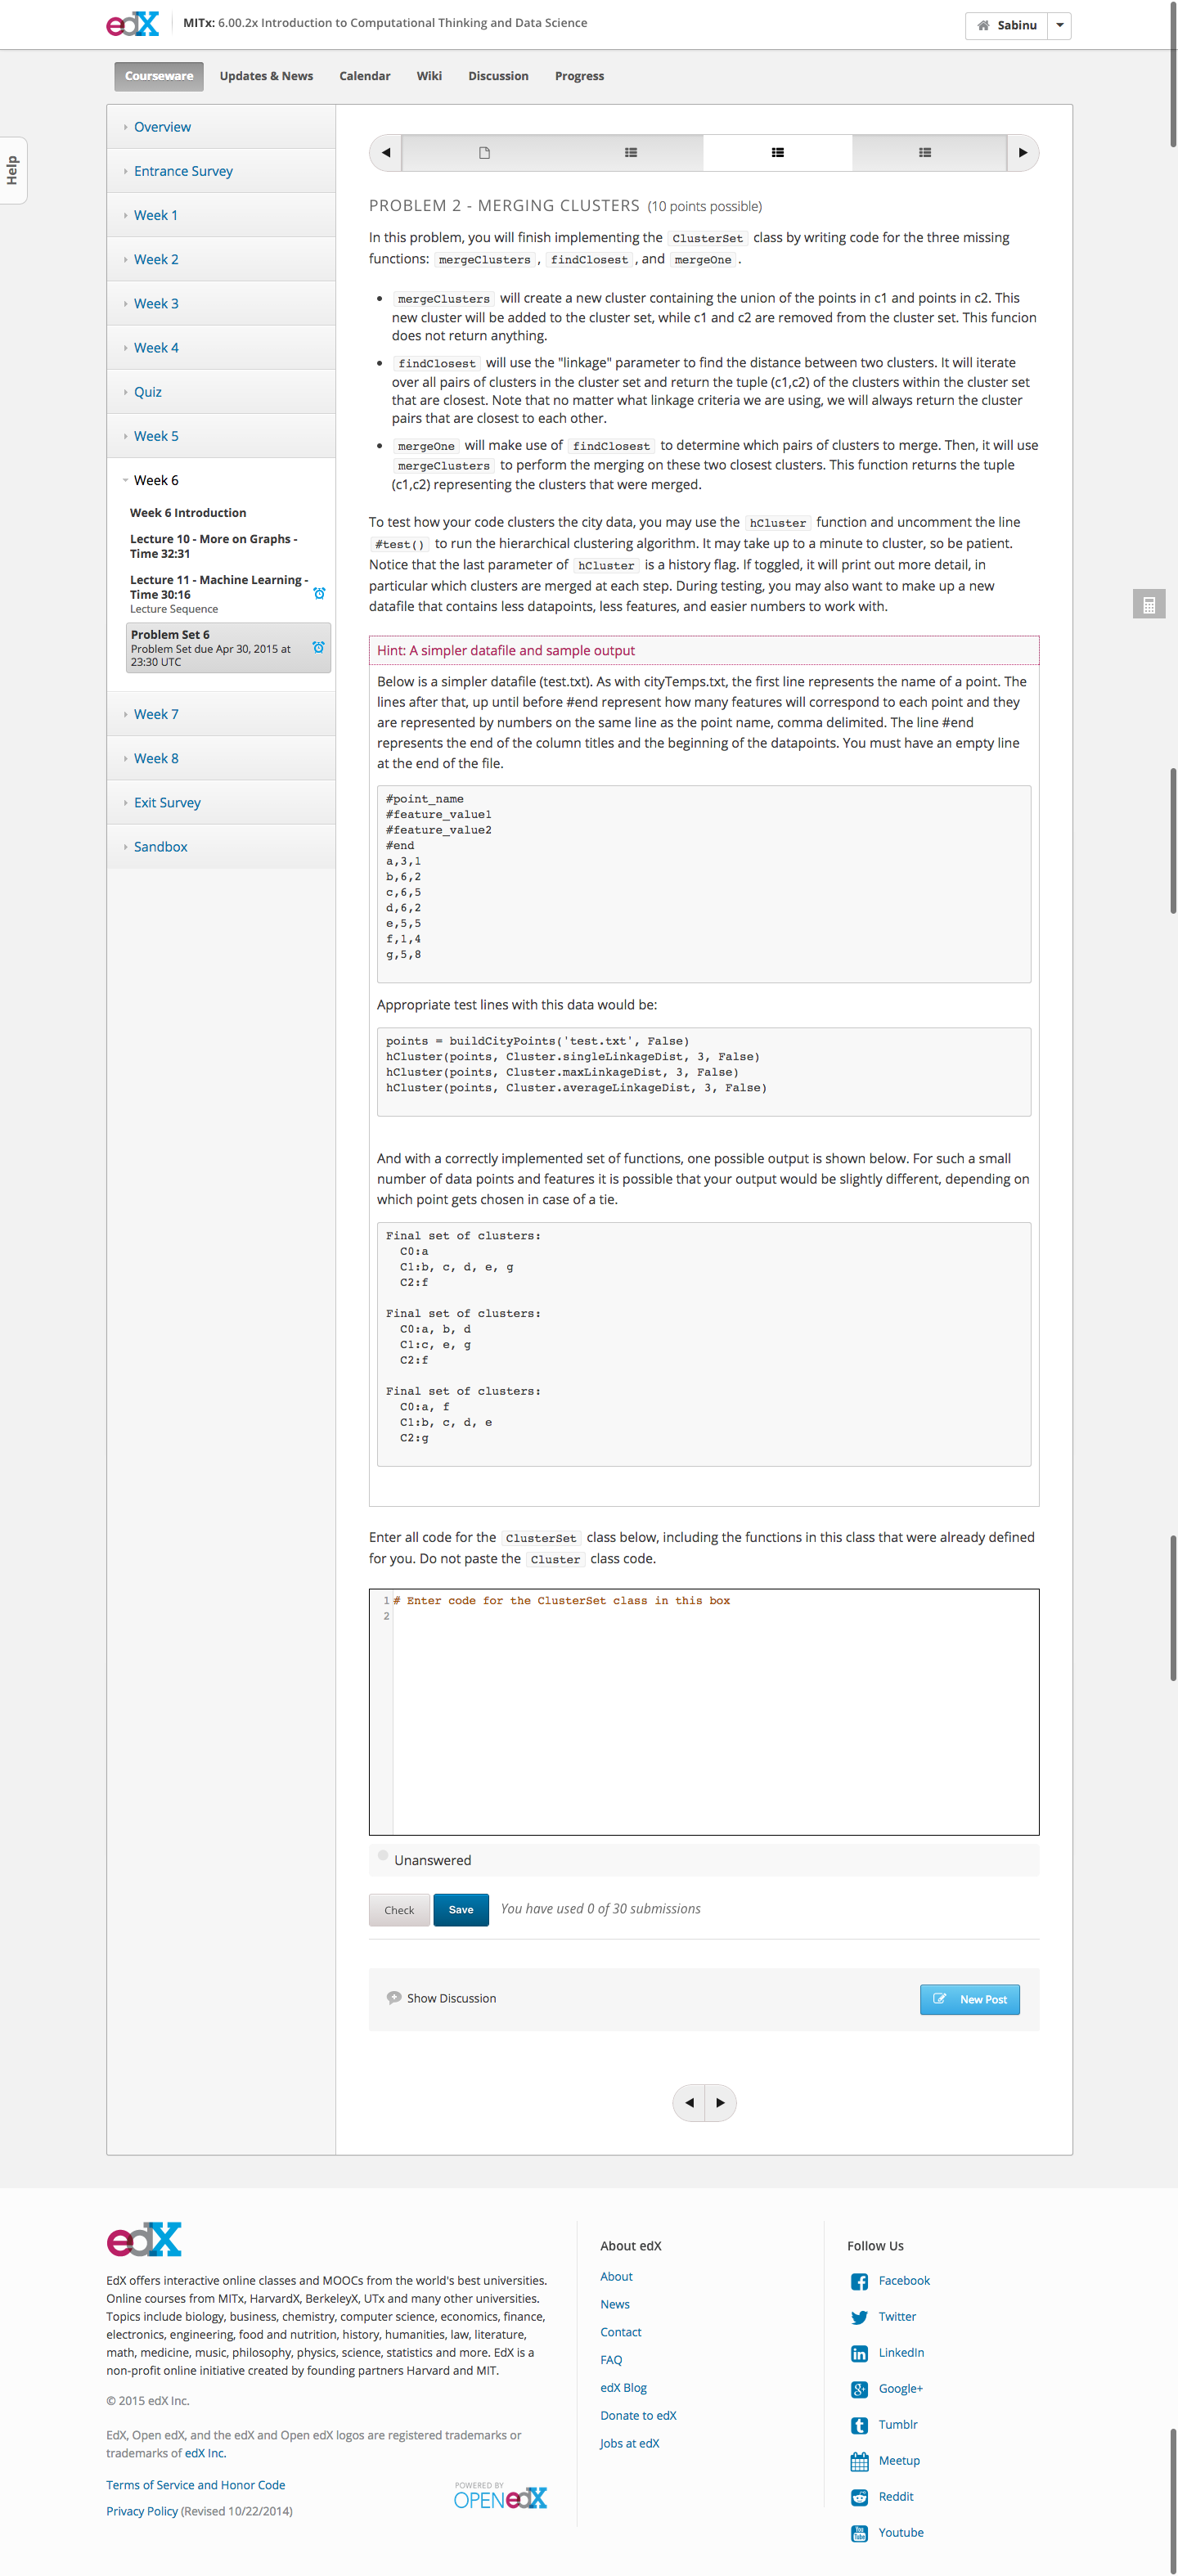 edX
MITx: 6.00.2x Introduction to Computational Thinking and Data Science
Sabinu
Courseware
Updates & News
Calendar
Wiki
Discussion
Progress
Help
Overview
Entrance Survey
Week 1
Week 2
Week 3
Week 4
Quiz
Week 5
Week 6
Week 6 Introduction
Lecture 10 - More on Graphs -
Time 32:31
Lecture 11 - Machine Learning -
Time 30:16
Lecture Sequence
Problem Set 6
Problem Set due Apr 30, 2015 at
23:30 UTC
Week 7
Week 8
Exit Survey
Sandbox
PROBLEM 2 - MERGING CLUSTERS (10 points possible)
In this problem, you will finish implementing the ClusterSet class by writing code for the three missing
functions: mergeClusters , findClosest , and mergeOne .
• mergeClusters will create a new cluster containing the union of the points in c1 and points in c2. This
new cluster will be added to the cluster set, while c1 and c2 are removed from the cluster set. This funcion
does not return anything.
• findClosest will use the "linkage" parameter to find the distance between two clusters. It will iterate
over all pairs of clusters in the cluster set and return the tuple (c1,c2) of the clusters within the cluster set
that are closest. Note that no matter what linkage criteria we are using, we will always return the cluster
pairs that are closest to each other.
• mergeOne will make use of findClosest to determine which pairs of clusters to merge. Then, it will use
mergeClusters to perform the merging on these two closest clusters. This function returns the tuple
(c1,c2) representing the clusters that were merged.
To test how your code clusters the city data, you may use the hCluster function and uncomment the line
#test() to run the hierarchical clustering algorithm. It may take up to a minute to cluster, so be patient.
Notice that the last parameter of hCluster is a history flag. If toggled, it will print out more detail, in
particular which clusters are merged at each step. During testing, you may also want to make up a new
datafile that contains less datapoints, less features, and easier numbers to work with.
Hint: A simpler datafile and sample output
Below is a simpler datafile (test.txt). As with cityTemps.txt, the first line represents the name of a point. The
lines after that, up until before #end represent how many features will correspond to each point and they
are represented by numbers on the same line as the point name, comma delimited. The line #end
represents the end of the column titles and the beginning of the datapoints. You must have an empty line
at the end of the file.
#point_name
#feature_value1
#feature_value2
#end
a,3,1
b,6,2
c,6,5
d,6,2
e,5,5
f,1,4
g,5,8
Appropriate test lines with this data would be:
points = buildCityPoints('test.txt', False)
hCluster(points, Cluster.singleLinkageDist, 3, False)
hCluster(points, Cluster.maxLinkageDist, 3, False)
hCluster(points, Cluster.averageLinkageDist, 3, False)
And with a correctly implemented set of functions, one possible output is shown below. For such a small
number of data points and features it is possible that your output would be slightly different, depending on
which point gets chosen in case of a tie.
Final set of clusters:
C0:a
C1:b, c, d, e, g
C2:f
Final set of clusters:
C0:a, b, d
C1:c, e, g
C2:f
Final set of clusters:
C0:a, f
C1:b, c, d, e
C2:g
Enter all code for the ClusterSet class below, including the functions in this class that were already defined
for you. Do not paste the Cluster class code.
1 # Enter code for the ClusterSet class in this box
2
Unanswered
Check
Save
You have used 0 of 30 submissions
Show Discussion
New Post
edX
EdX offers interactive online classes and MOOCs from the world's best universities.
Online courses from MITx, HarvardX, BerkeleyX, UTx and many other universities.
Topics include biology, business, chemistry, computer science, economics, finance,
electronics, engineering, food and nutrition, history, humanities, law, literature,
math, medicine, music, philosophy, physics, science, statistics and more. EdX is a
non-profit online initiative created by founding partners Harvard and MIT.
© 2015 edX Inc.
EdX, Open edX, and the edX and Open edX logos are registered trademarks or
trademarks of edX Inc.
Terms of Service and Honor Code
Privacy Policy (Revised 10/22/2014)
POWERED BY
OPEN edX
About edX
About
News
Contact
FAQ
edX Blog
Donate to edX
Jobs at edX
Follow Us
Facebook
Twitter
LinkedIn
Google+
Tumblr
Meetup
Reddit
Youtube